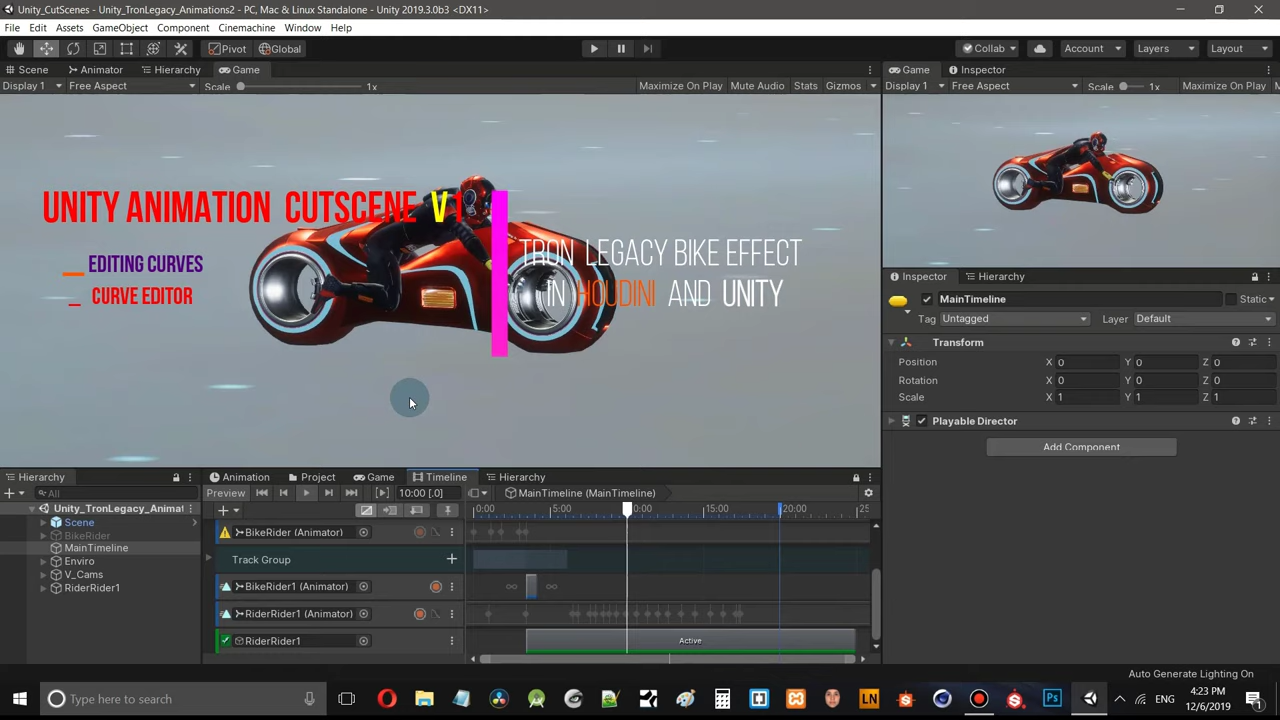 Unity_CutScenes - Unity_TronLegacy_Animations2 - PC, Mac & Linux Standalone - Unity 2019.3.0b3 <DX11>
File Edit Assets GameObject Component Cinemachine Window Help
Pivot Global Collab Account Layers Layout
Scene Animator Hierarchy Game Game Inspector
Display 1 Free Aspect Scale 1x Maximize On Play Mute Audio Stats Gizmos Display 1 Free Aspect Scale 1x Maximize On Play
UNITY ANIMATION CUTSCENE V1
EDITING CURVES
CURVE EDITOR
TRON LEGACY BIKE EFFECT
IN HOUDINI AND UNITY
Inspector Hierarchy
MainTimeline Static
Tag Untagged Layer Default
Transform
Position X 0 Y 0 Z 0
Rotation X 0 Y 0 Z 0
Scale X 1 Y 1 Z 1
Playable Director
Add Component
Hierarchy Animation Project Game Timeline Hierarchy
All Preview 10:00 [.0] MainTimeline (MainTimeline)
Unity_TronLegacy_Animat
Scene
BikeRider
MainTimeline
Enviro
V_Cams
RiderRider1
0:00 5:00 0:00 15:00 20:00 25
BikeRider (Animator)
Track Group
BikeRider1 (Animator)
RiderRider1 (Animator)
RiderRider1 Active
Auto Generate Lighting On
Type here to search LN Ps ENG 4:23 PM 12/6/2019 1